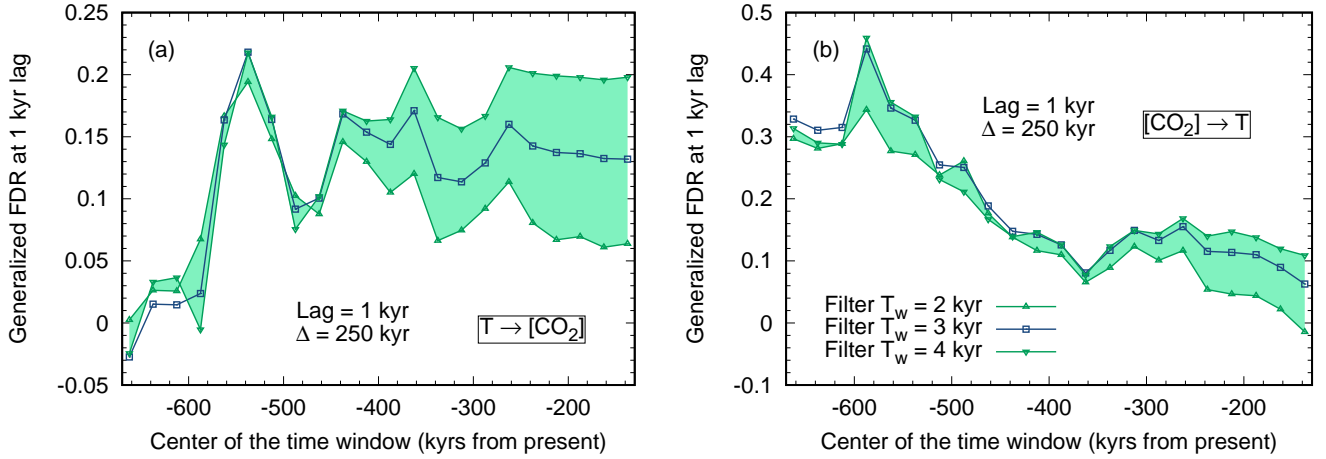 (a)
Generalized FDR at 1 kyr lag
0.25
0.2
0.15
0.1
0.05
0
-0.05
Lag = 1 kyr
Δ = 250 kyr
T → [CO₂]
-600
-500
-400
-300
-200
Center of the time window (kyrs from present)
(b)
Generalized FDR at 1 kyr lag
0.5
0.4
0.3
0.2
0.1
0
-0.1
Lag = 1 kyr
Δ = 250 kyr
[CO₂] → T
Filter T_w = 2 kyr
Filter T_w = 3 kyr
Filter T_w = 4 kyr
-600
-500
-400
-300
-200
Center of the time window (kyrs from present)